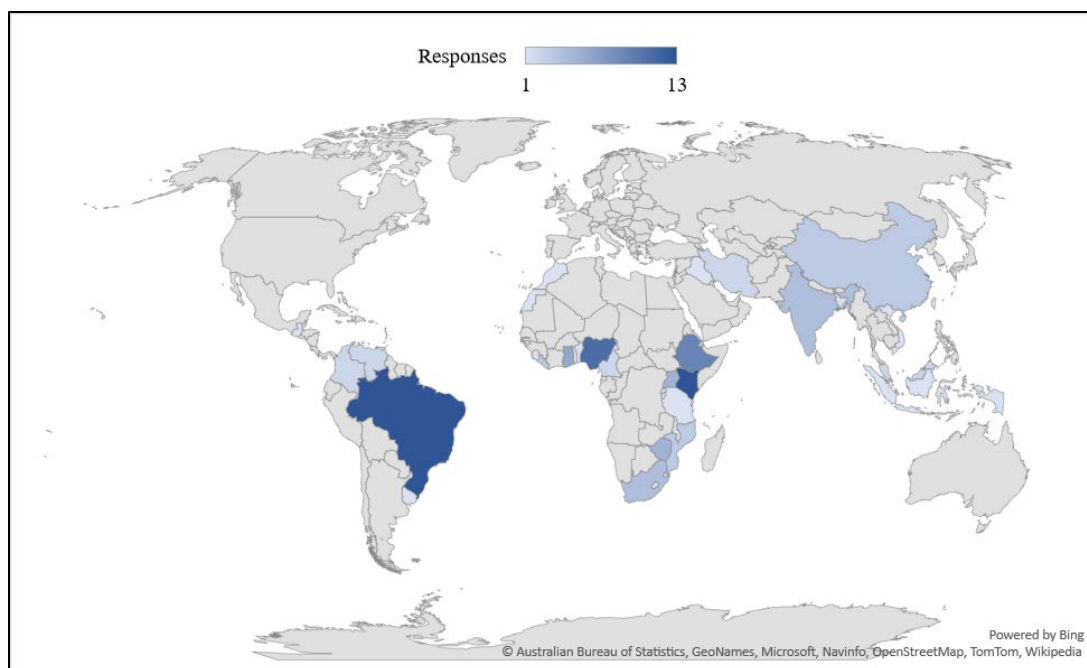 Responses
1 13
Powered by Bing
© Australian Bureau of Statistics, GeoNames, Microsoft, Navinfo, OpenStreetMap, TomTom, Wikipedia